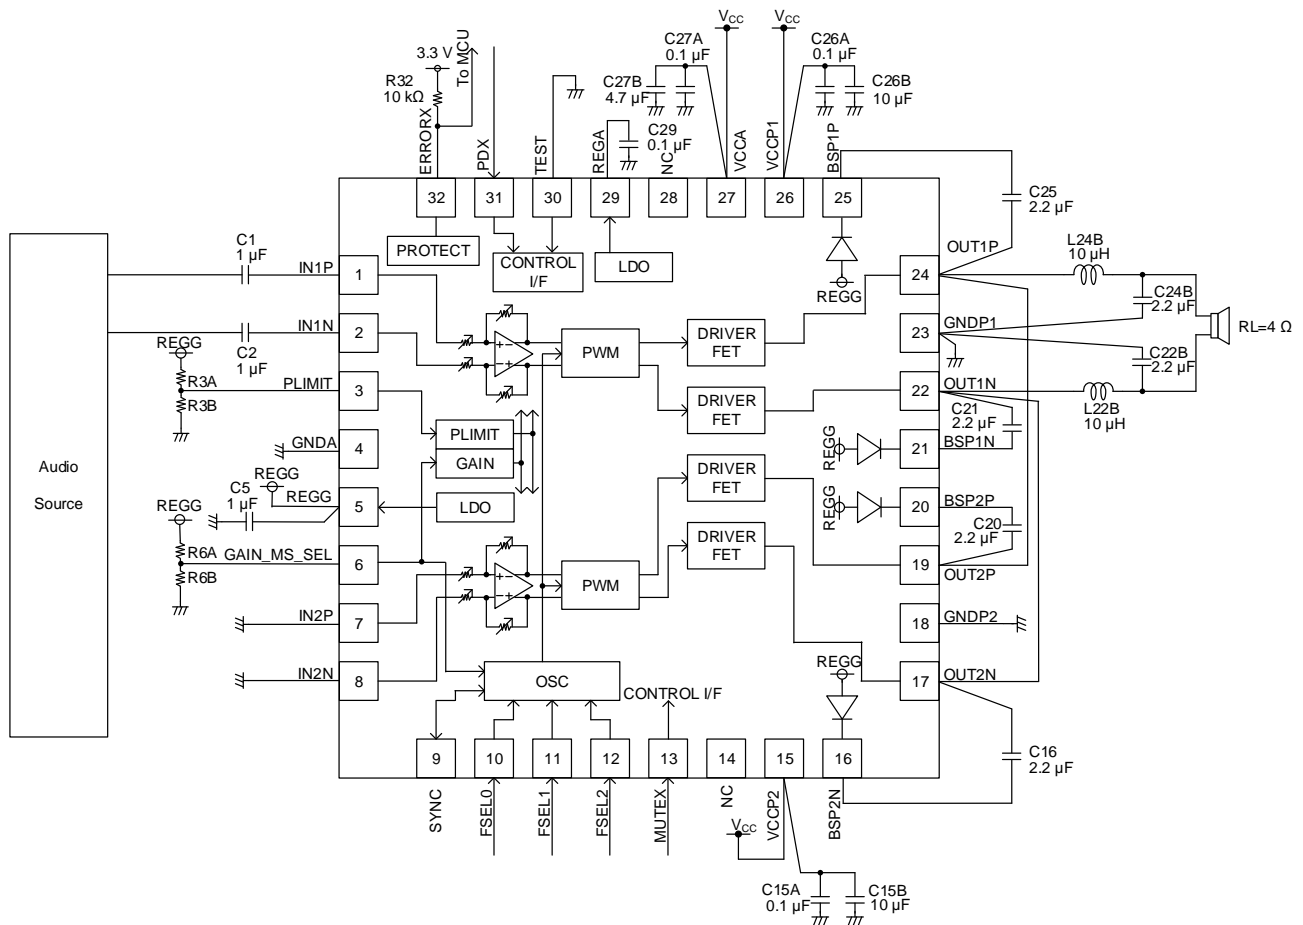 VCC
VCC
3.3 V
To MCU
R32
10 kΩ
C27A
0.1 µF
C27B
4.7 µF
C26A
0.1 µF
C26B
10 µF
ERRORX
PDX
TEST
REGA
C29
0.1 µF
NC
VCCA
VCCP1
BSP1P
32
31
30
29
28
27
26
25
C25
2.2 µF
PROTECT
CONTROL
I/F
LDO
REGG
Audio
Source
C1
1 µF
IN1P
1
IN1N
2
C2
1 µF
REGG
R3A
R3B
PLIMIT
3
GNDA
4
REGG
C5
1 µF
REGG
5
REGG
R6A
R6B
GAIN_MS_SEL
6
IN2P
7
IN2N
8
PWM
DRIVER
FET
DRIVER
FET
PLIMIT
GAIN
LDO
DRIVER
FET
DRIVER
FET
PWM
OSC
CONTROL I/F
REGG
REGG
REGG
OUT1P
24
L24B
10 µH
C24B
2.2 µF
GNDP1
23
RL=4 Ω
C22B
2.2 µF
OUT1N
22
L22B
10 µH
C21
2.2 µF
BSP1N
21
BSP2P
20
C20
2.2 µF
19
OUT2P
GNDP2
18
OUT2N
17
C16
2.2 µF
9
10
11
12
13
14
15
16
SYNC
FSEL0
FSEL1
FSEL2
MUTEX
NC
VCCP2
BSP2N
VCC
C15A
0.1 µF
C15B
10 µF